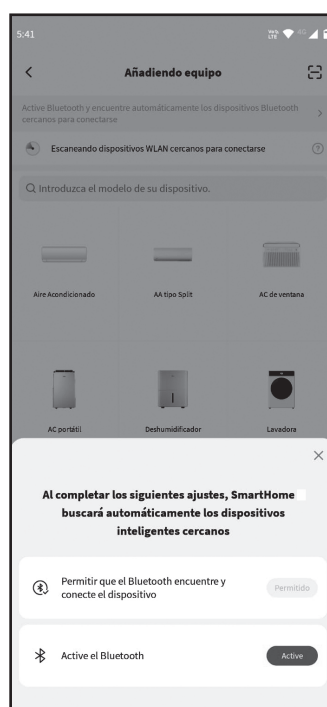 5:41
VoLTE 4G
Añadiendo equipo
Active Bluetooth y encuentre automáticamente los dispositivos Bluetooth
cercanos para conectarse
Escaneando dispositivos WLAN cercanos para conectarse
Introduzca el modelo de su dispositivo.
Aire Acondicionado
AA tipo Split
AC de ventana
AC portátil
Deshumidificador
Lavadora
Al completar los siguientes ajustes, SmartHome
buscará automáticamente los dispositivos
inteligentes cercanos
Permitir que el Bluetooth encuentre y
conecte el dispositivo
Permitido
Active el Bluetooth
Active